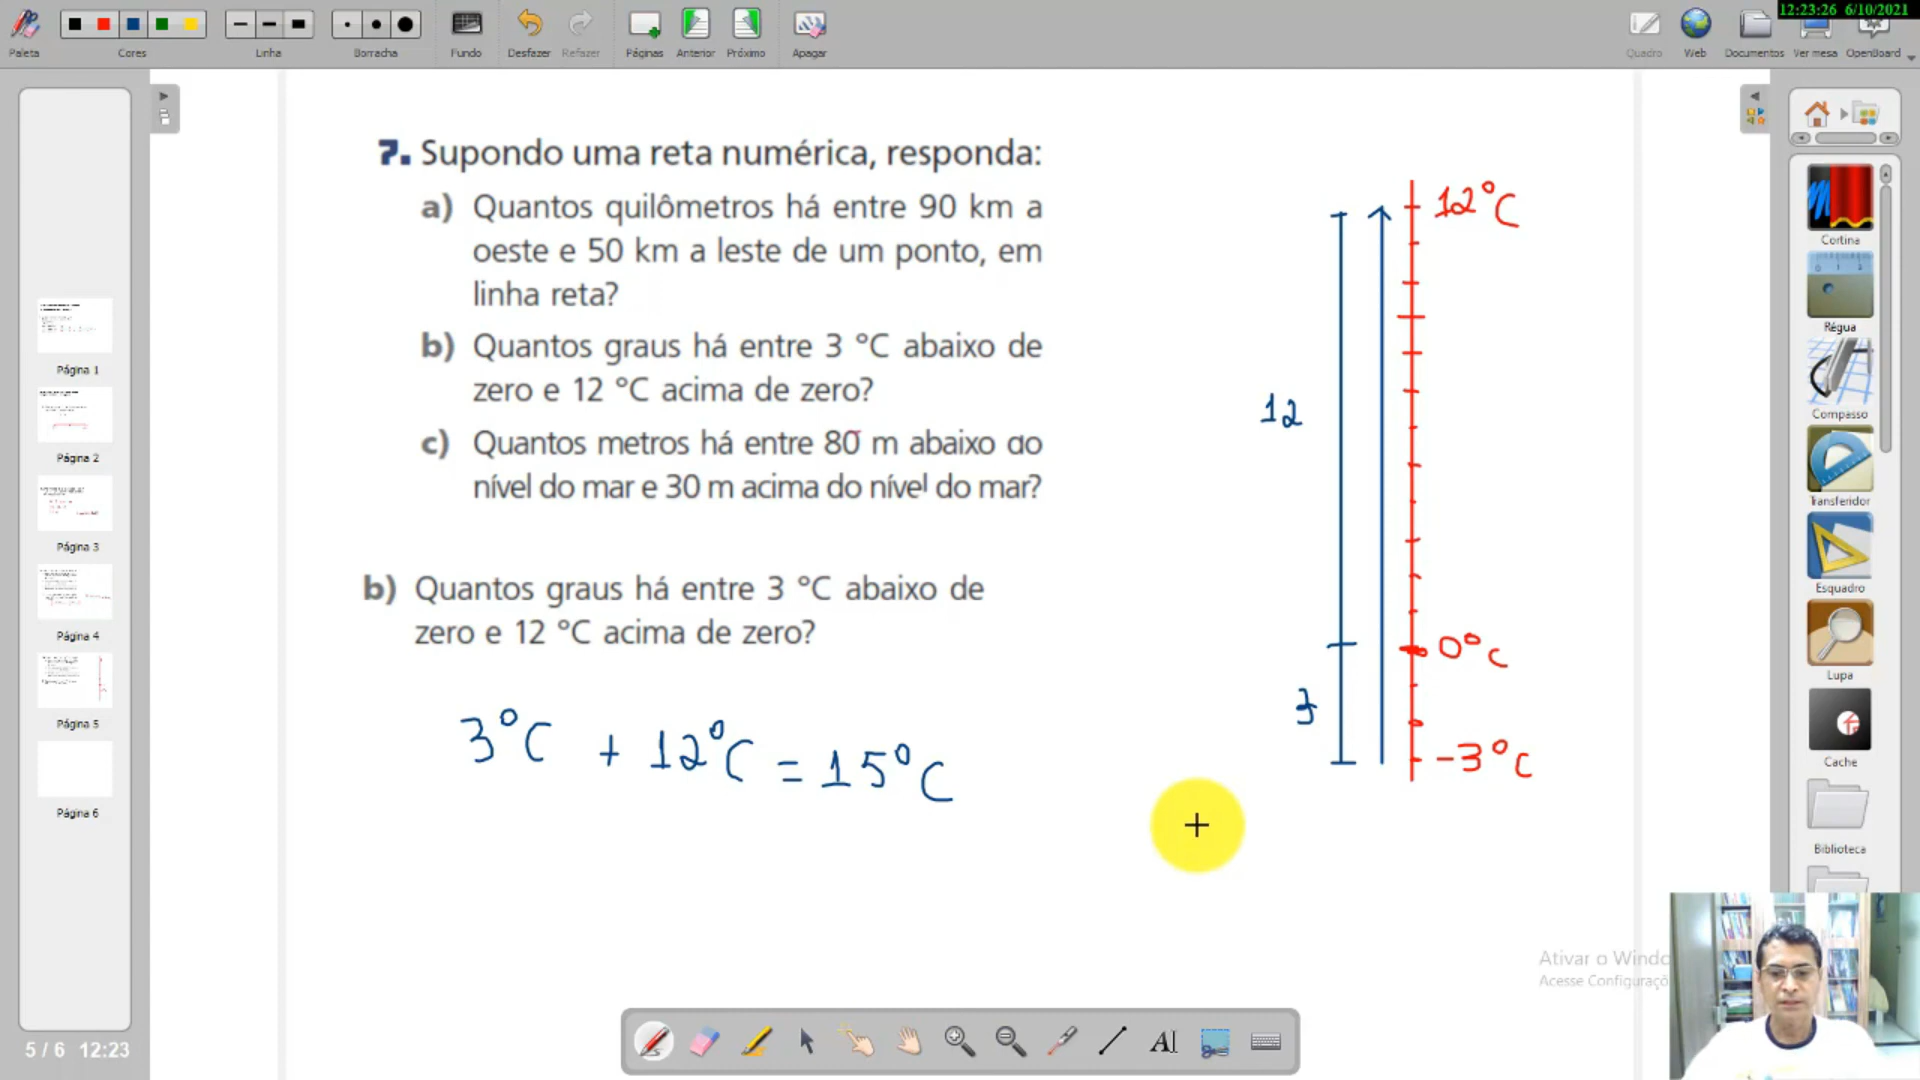 12:23:26 6/10/2021
Paleta
Cores
Linha
Borracha
Fundo
Desfazer
Refazer
Páginas
Anterior
Próximo
Apagar
Quadro
Web
Documentos
Ver mesa
OpenBoard
7. Supondo uma reta numérica, responda:
a) Quantos quilômetros há entre 90 km a
oeste e 50 km a leste de um ponto, em
linha reta?
b) Quantos graus há entre 3 °C abaixo de
zero e 12 °C acima de zero?
c) Quantos metros há entre 80 m abaixo do
nível do mar e 30 m acima do nível do mar?
b) Quantos graus há entre 3 °C abaixo de
zero e 12 °C acima de zero?
3°C + 12°C = 15°C
12°C
12
0°C
3
-3°C
Página 1
Página 2
Página 3
Página 4
Página 5
Página 6
5 / 6 12:23
Cortina
Régua
Compasso
Transferidor
Esquadro
Lupa
Cache
Biblioteca
Ativar o Windo
Acesse Configuraçõ
AI